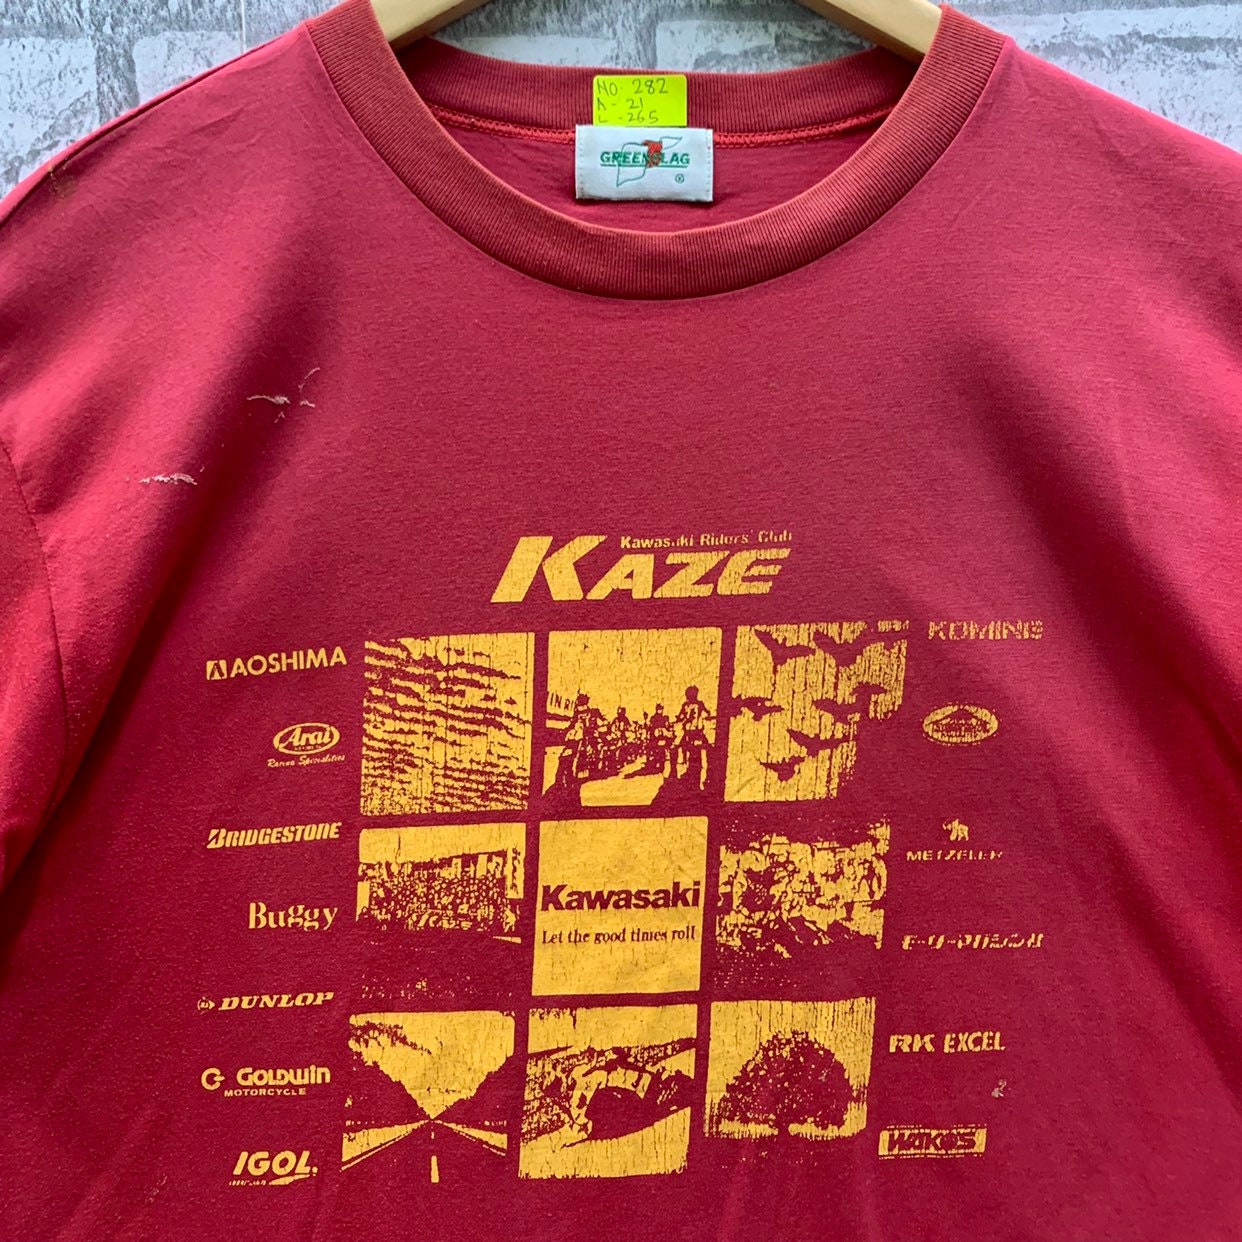 NO. 282
A - 21
L - 265
GREEN FLAG
®
Kawasaki Riders' Club
KAZE
KOMINE
AOSHIMA
Arai
BRIDGESTONE
METZELER
Buggy
Kawasaki
Let the good times roll
DUNLOP
RK EXCEL
GOLDWIN
MOTORCYCLE
WAKO'S
IGOL.